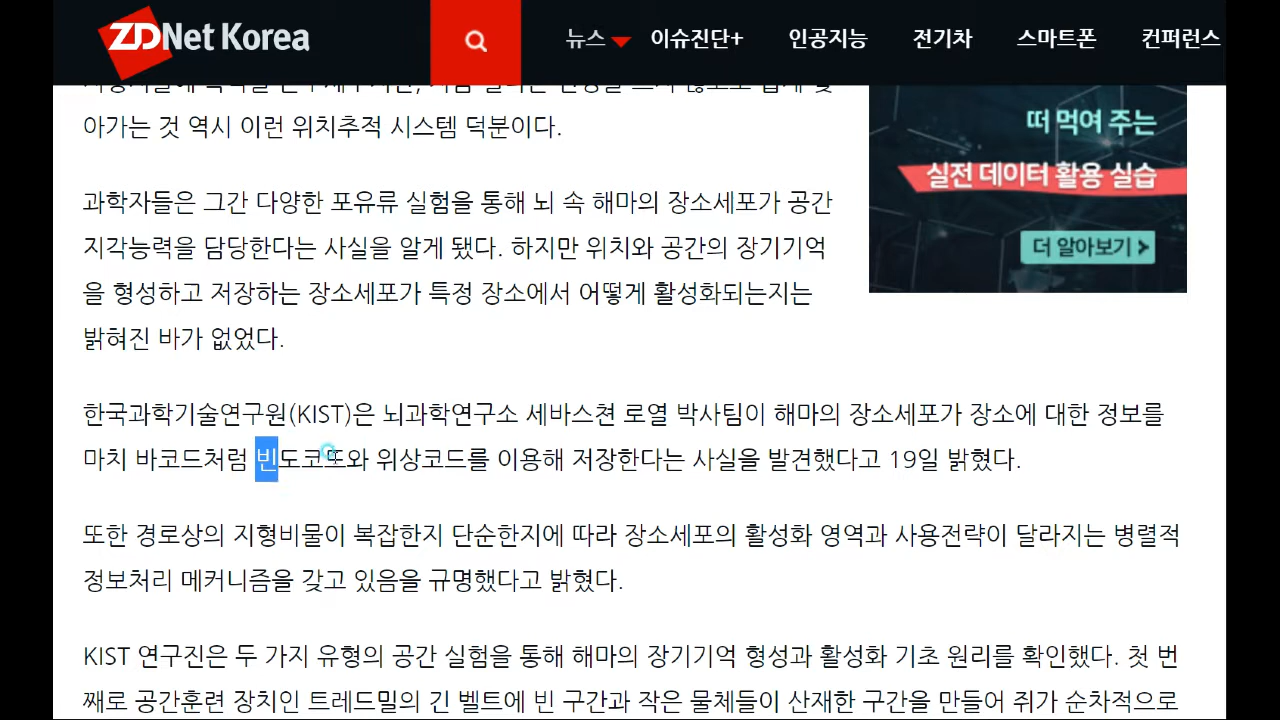 ZDNet Korea
뉴스 이슈진단+ 인공지능 전기차 스마트폰 컨퍼런스
아가는 것 역시 이런 위치추적 시스템 덕분이다.
떠 먹여 주는
실전 데이터 활용 실습
더 알아보기
과학자들은 그간 다양한 포유류 실험을 통해 뇌 속 해마의 장소세포가 공간
지각능력을 담당한다는 사실을 알게 됐다. 하지만 위치와 공간의 장기기억
을 형성하고 저장하는 장소세포가 특정 장소에서 어떻게 활성화되는지는
밝혀진 바가 없었다.
한국과학기술연구원(KIST)은 뇌과학연구소 세바스쳔 로열 박사팀이 해마의 장소세포가 장소에 대한 정보를
마치 바코드처럼 빈도코드와 위상코드를 이용해 저장한다는 사실을 발견했다고 19일 밝혔다.
또한 경로상의 지형비물이 복잡한지 단순한지에 따라 장소세포의 활성화 영역과 사용전략이 달라지는 병렬적
정보처리 메커니즘을 갖고 있음을 규명했다고 밝혔다.
KIST 연구진은 두 가지 유형의 공간 실험을 통해 해마의 장기기억 형성과 활성화 기초 원리를 확인했다. 첫 번
째로 공간훈련 장치인 트레드밀의 긴 벨트에 빈 구간과 작은 물체들이 산재한 구간을 만들어 쥐가 순차적으로